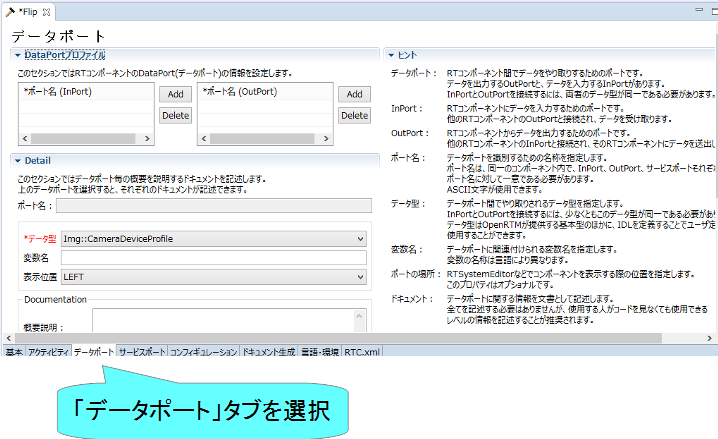 *Flip
データポート
DataPortプロファイル
このセクションではRTコンポーネントのDataPort(データポート)の情報を設定します。
*ポート名 (InPort)
Add
Delete
*ポート名 (OutPort)
Add
Delete
Detail
このセクションではデータポート毎の概要を説明するドキュメントを記述します。
上のデータポートを選択すると、それぞれのドキュメントが記述できます。
ポート名：
*データ型
Img::CameraDeviceProfile
変数名
表示位置
LEFT
Documentation
概要説明：
ヒント
データポート： RTコンポーネント間でデータをやり取りするためのポートです。
データを出力するOutPortと、データを入力するInPortがあります。
InPortとOutPortを接続するには、両者のデータ型が同一である必要があります。
InPort： RTコンポーネントにデータを入力するためのポートです。
他のRTコンポーネントのOutPortと接続され、データを受け取ります。
OutPort： RTコンポーネントからデータを出力するためのポートです。
他のRTコンポーネントのInPortと接続され、そのRTコンポーネントにデータを送出し
ポート名： データポートを識別するための名称を指定します。
ポート名は、同一のコンポーネント内で、InPort、OutPort、サービスポートそれぞれ
ポート名に対して一意である必要があります。
ASCII文字が使用できます。
データ型： データポート間でやり取りされるデータ型を指定します。
InPortとOutPortを接続するには、少なくともこのデータ型が同一である必要があり
データ型はOpenRTMが提供する基本型のほかに、IDLを定義することでユーザ定
使用することができます。
変数名： データポートに関連付けられる変数名を指定します。
変数の名称は言語により異なります。
ポートの場所： RTSystemEditorなどでコンポーネントを表示する際の位置を指定します。
このプロパティはオプショナルです。
ドキュメント： データポートに関する情報を文書として記述します。
全てを記述する必要はありませんが、使用する人がコードを見なくても使用できる
レベルの情報を記述することが推奨されます。
基本 アクティビティ データポート サービスポート コンフィギュレーション ドキュメント生成 言語・環境 RTC.xml
「データポート」タブを選択